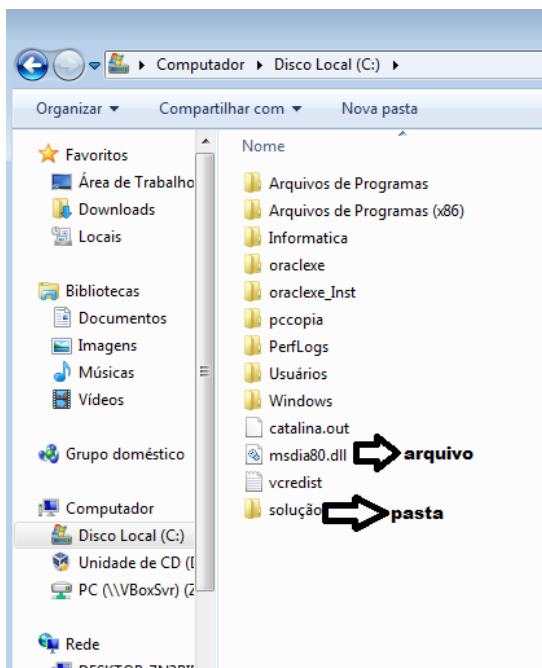 Computador Disco Local (C:)
Organizar Compartilhar com Nova pasta
Favoritos
Área de Trabalho
Downloads
Locais
Bibliotecas
Documentos
Imagens
Músicas
Vídeos
Grupo doméstico
Computador
Disco Local (C:)
Unidade de CD (
PC (\\VBoxSvr) (Z
Rede
Nome
Arquivos de Programas
Arquivos de Programas (x86)
Informatica
oraclexe
oraclexe_Inst
pccopia
PerfLogs
Usuários
Windows
catalina.out
msdia80.dll arquivo
vcredist
solução pasta